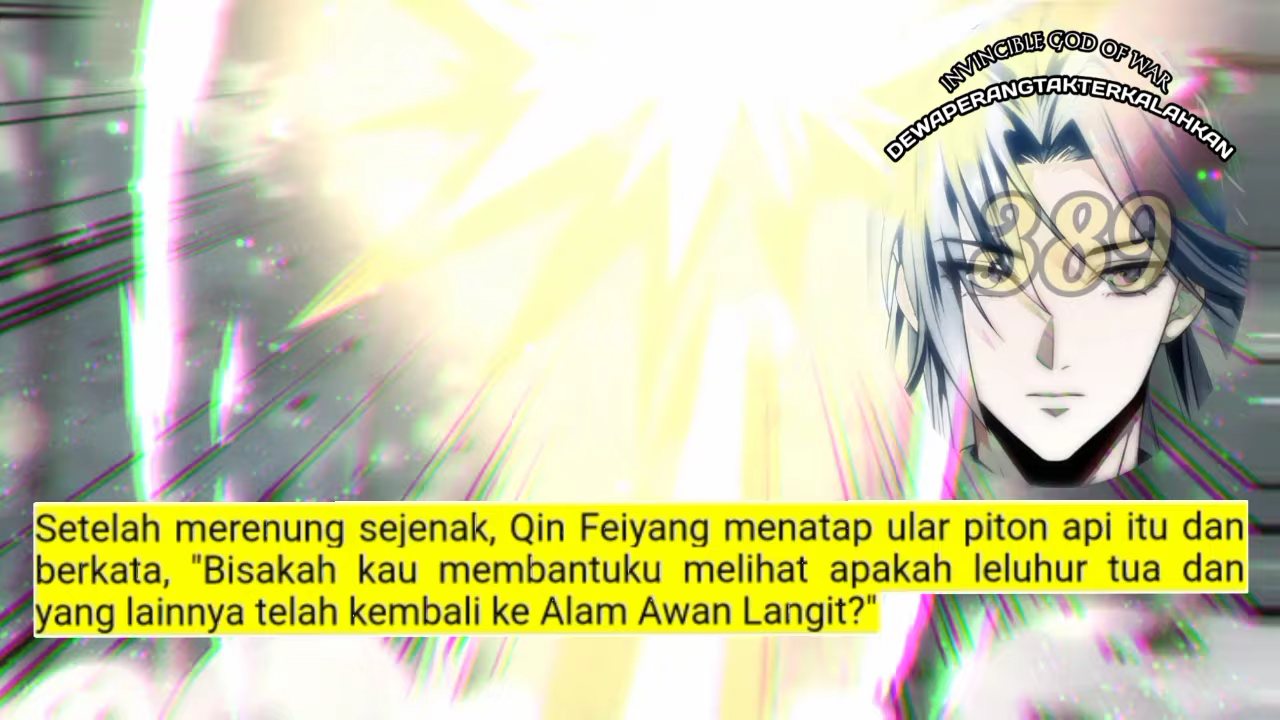 INVINCIBLE GOD OF WAR
DEWAPERANGTAKTERKALAHKAN
389
Setelah merenung sejenak, Qin Feiyang menatap ular piton api itu dan
berkata, "Bisakah kau membantuku melihat apakah leluhur tua dan
yang lainnya telah kembali ke Alam Awan Langit?"